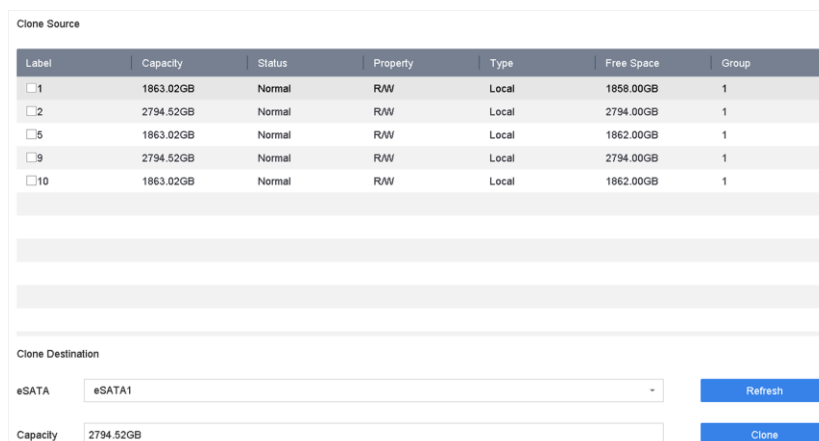 Clone Source
Label Capacity Status Property Type Free Space Group
1 1863.02GB Normal R/W Local 1858.00GB 1
2 2794.52GB Normal R/W Local 2794.00GB 1
5 1863.02GB Normal R/W Local 1862.00GB 1
9 2794.52GB Normal R/W Local 2794.00GB 1
10 1863.02GB Normal R/W Local 1862.00GB 1
Clone Destination
eSATA eSATA1 Refresh
Capacity 2794.52GB Clone